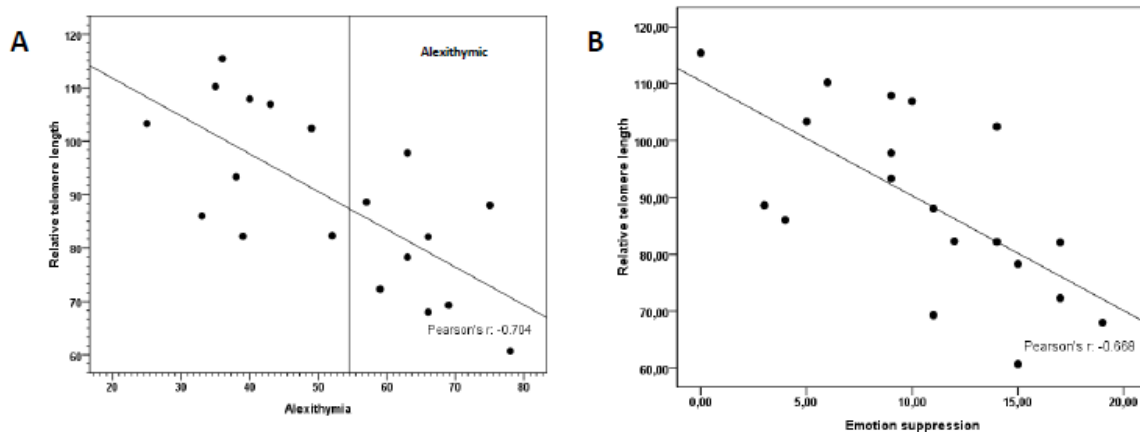 A
Relative telomere length
120
110
100
90
80
70
60
Alexithymic
Pearson's r: -0.704
20 30 40 50 60 70 80
Alexithymia
B
Relative telomere length
120,00
110,00
100,00
90,00
80,00
70,00
60,00
Pearson's r: -0.668
0,00 5,00 10,00 15,00 20,00
Emotion suppression